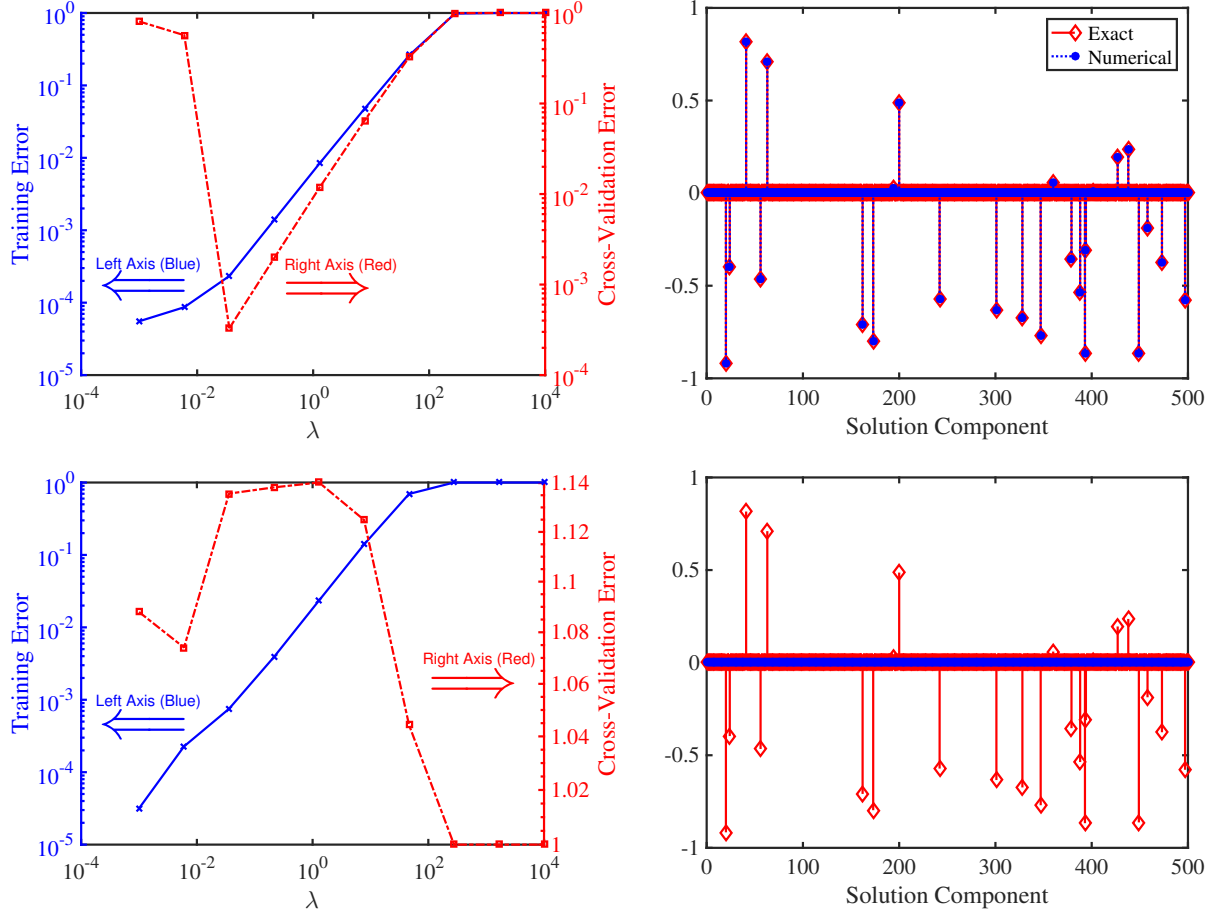 10^0
10^-1
10^-2
10^-3
10^-4
10^-5
Training Error
10^0
10^-1
10^-2
10^-3
10^-4
Cross-Validation Error
Left Axis (Blue)
Right Axis (Red)
10^-4 10^-2 10^0 10^2 10^4
λ
1
0.5
0
-0.5
-1
Exact
Numerical
0 100 200 300 400 500
Solution Component
10^0
10^-1
10^-2
10^-3
10^-4
10^-5
Training Error
1.14
1.12
1.1
1.08
1.06
1.04
1.02
1
Cross-Validation Error
Right Axis (Red)
Left Axis (Blue)
10^-4 10^-2 10^0 10^2 10^4
λ
1
0.5
0
-0.5
-1
0 100 200 300 400 500
Solution Component